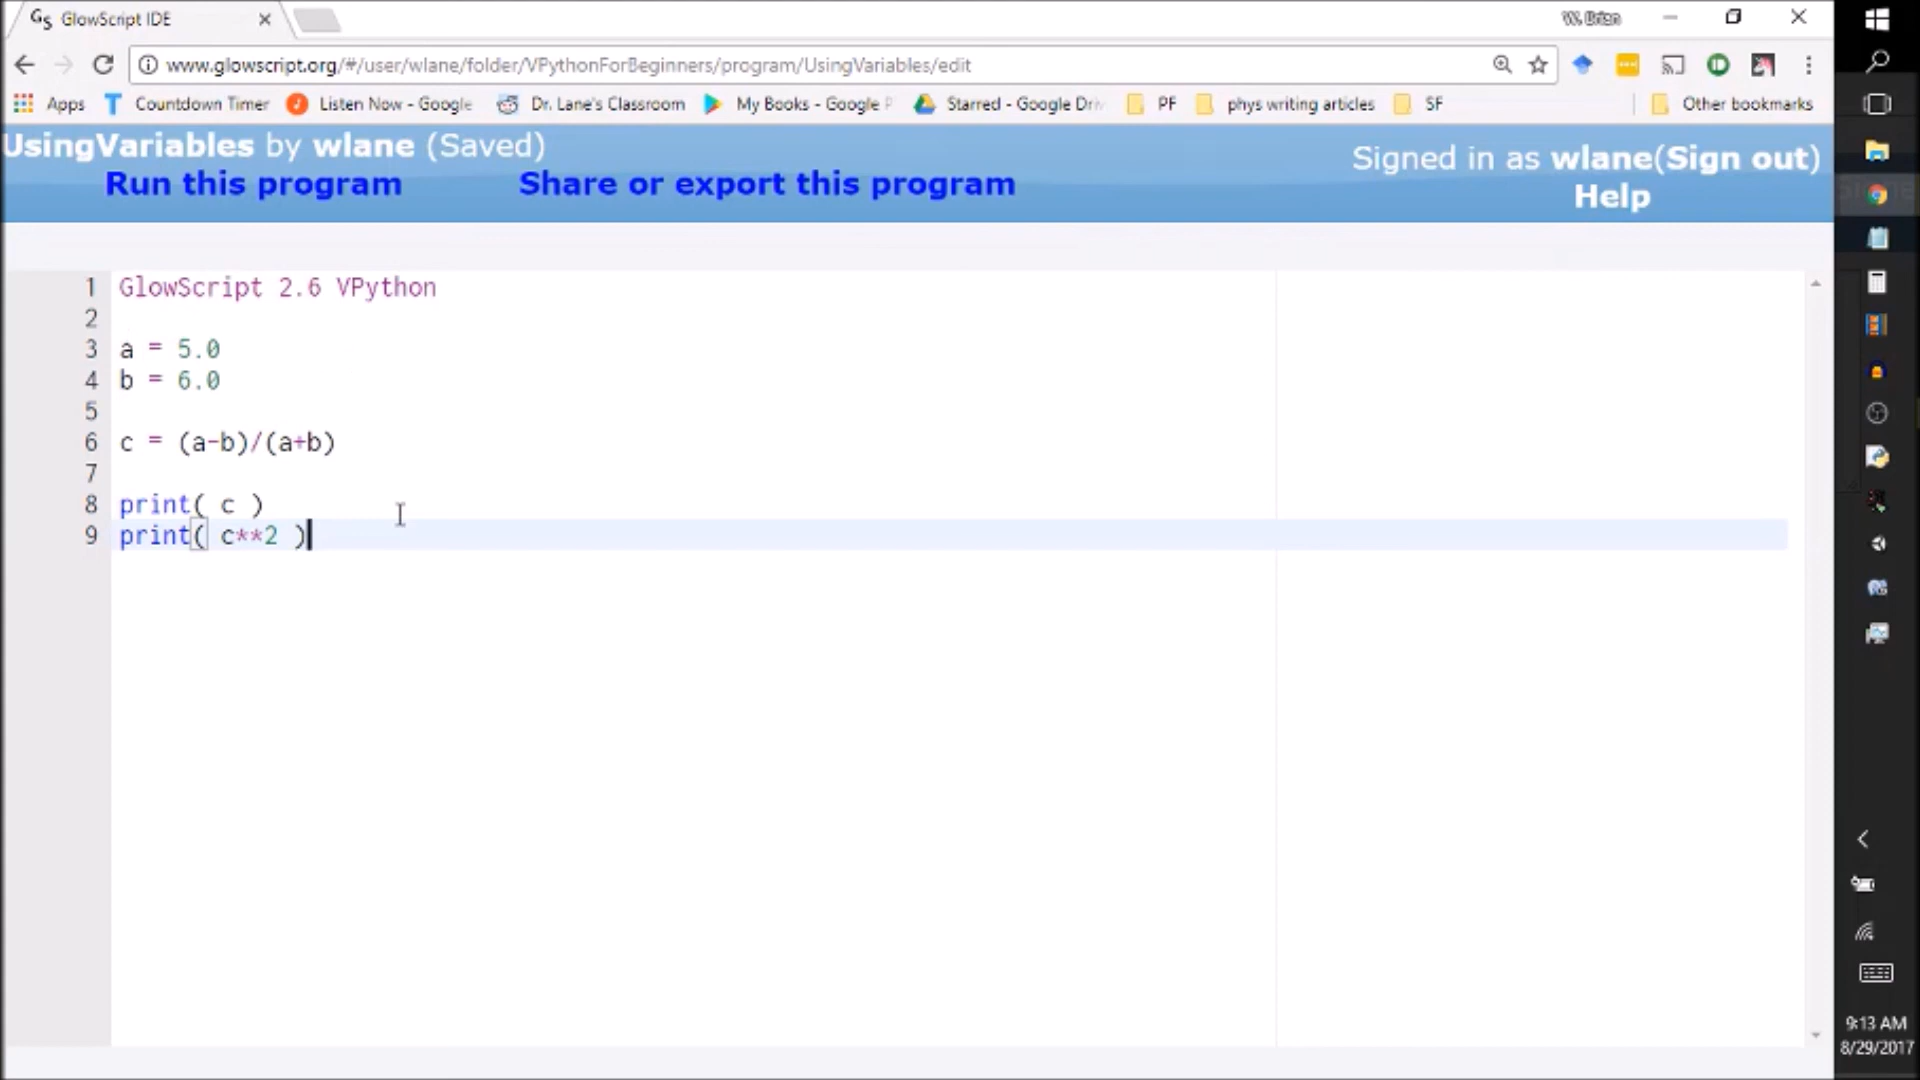 GlowScript IDE
W. Brian
www.glowscript.org/#/user/wlane/folder/VPythonForBeginners/program/UsingVariables/edit
Apps Countdown Timer Listen Now - Google Dr. Lane's Classroom My Books - Google P Starred - Google Driv PF phys writing articles SF Other bookmarks
UsingVariables by wlane (Saved)
Signed in as wlane(Sign out)
Run this program Share or export this program
Help
1 GlowScript 2.6 VPython
2
3 a = 5.0
4 b = 6.0
5
6 c = (a-b)/(a+b)
7
8 print( c )
9 print( c**2 )
9:13 AM
8/29/2017